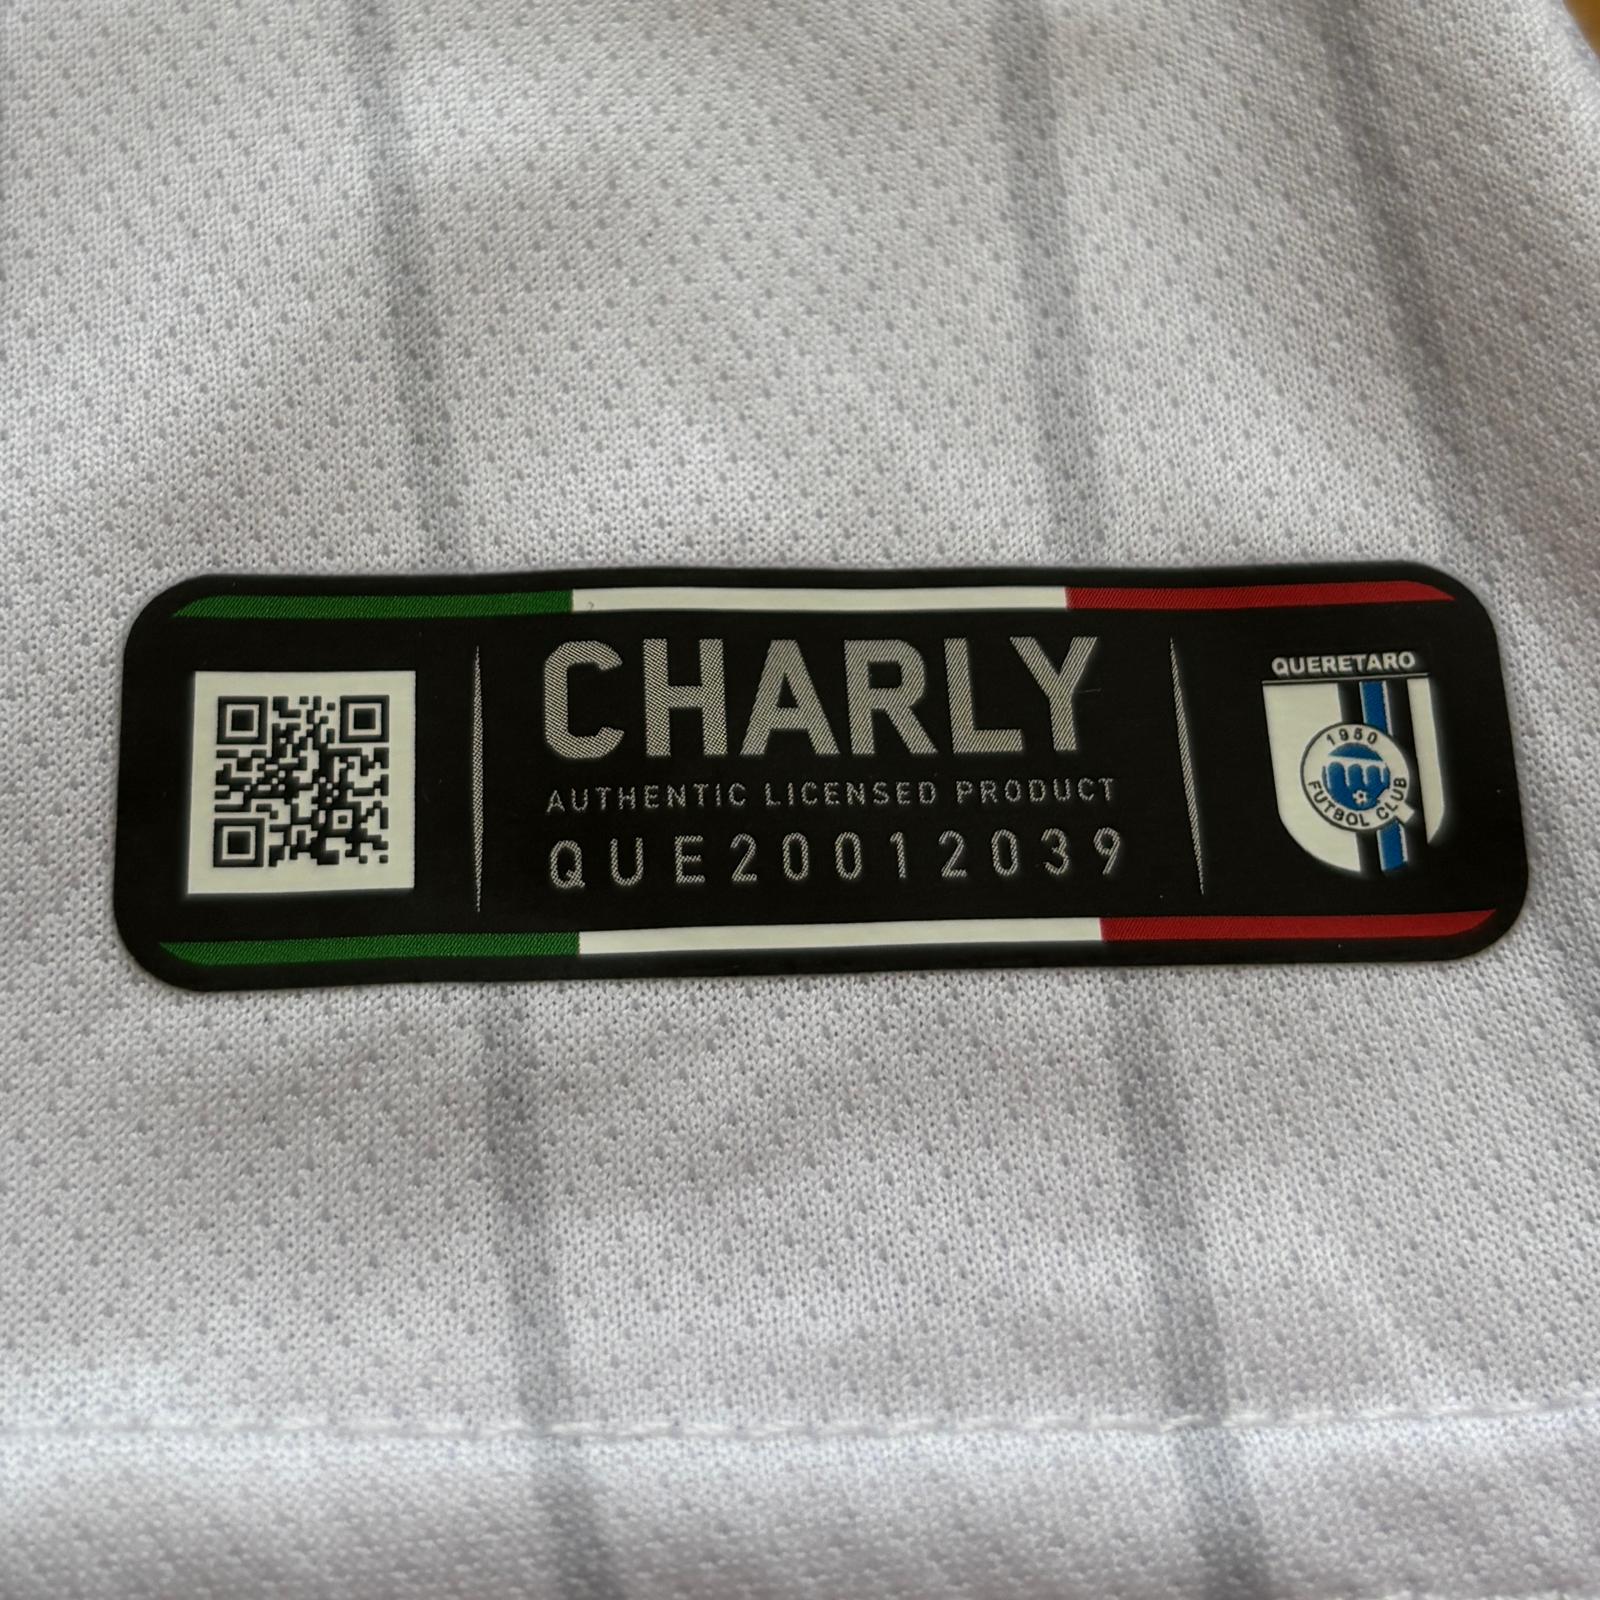 CHARLY
AUTHENTIC LICENSED PRODUCT
QUE20012039
QUERETARO
1950
FUTBOL CLUB